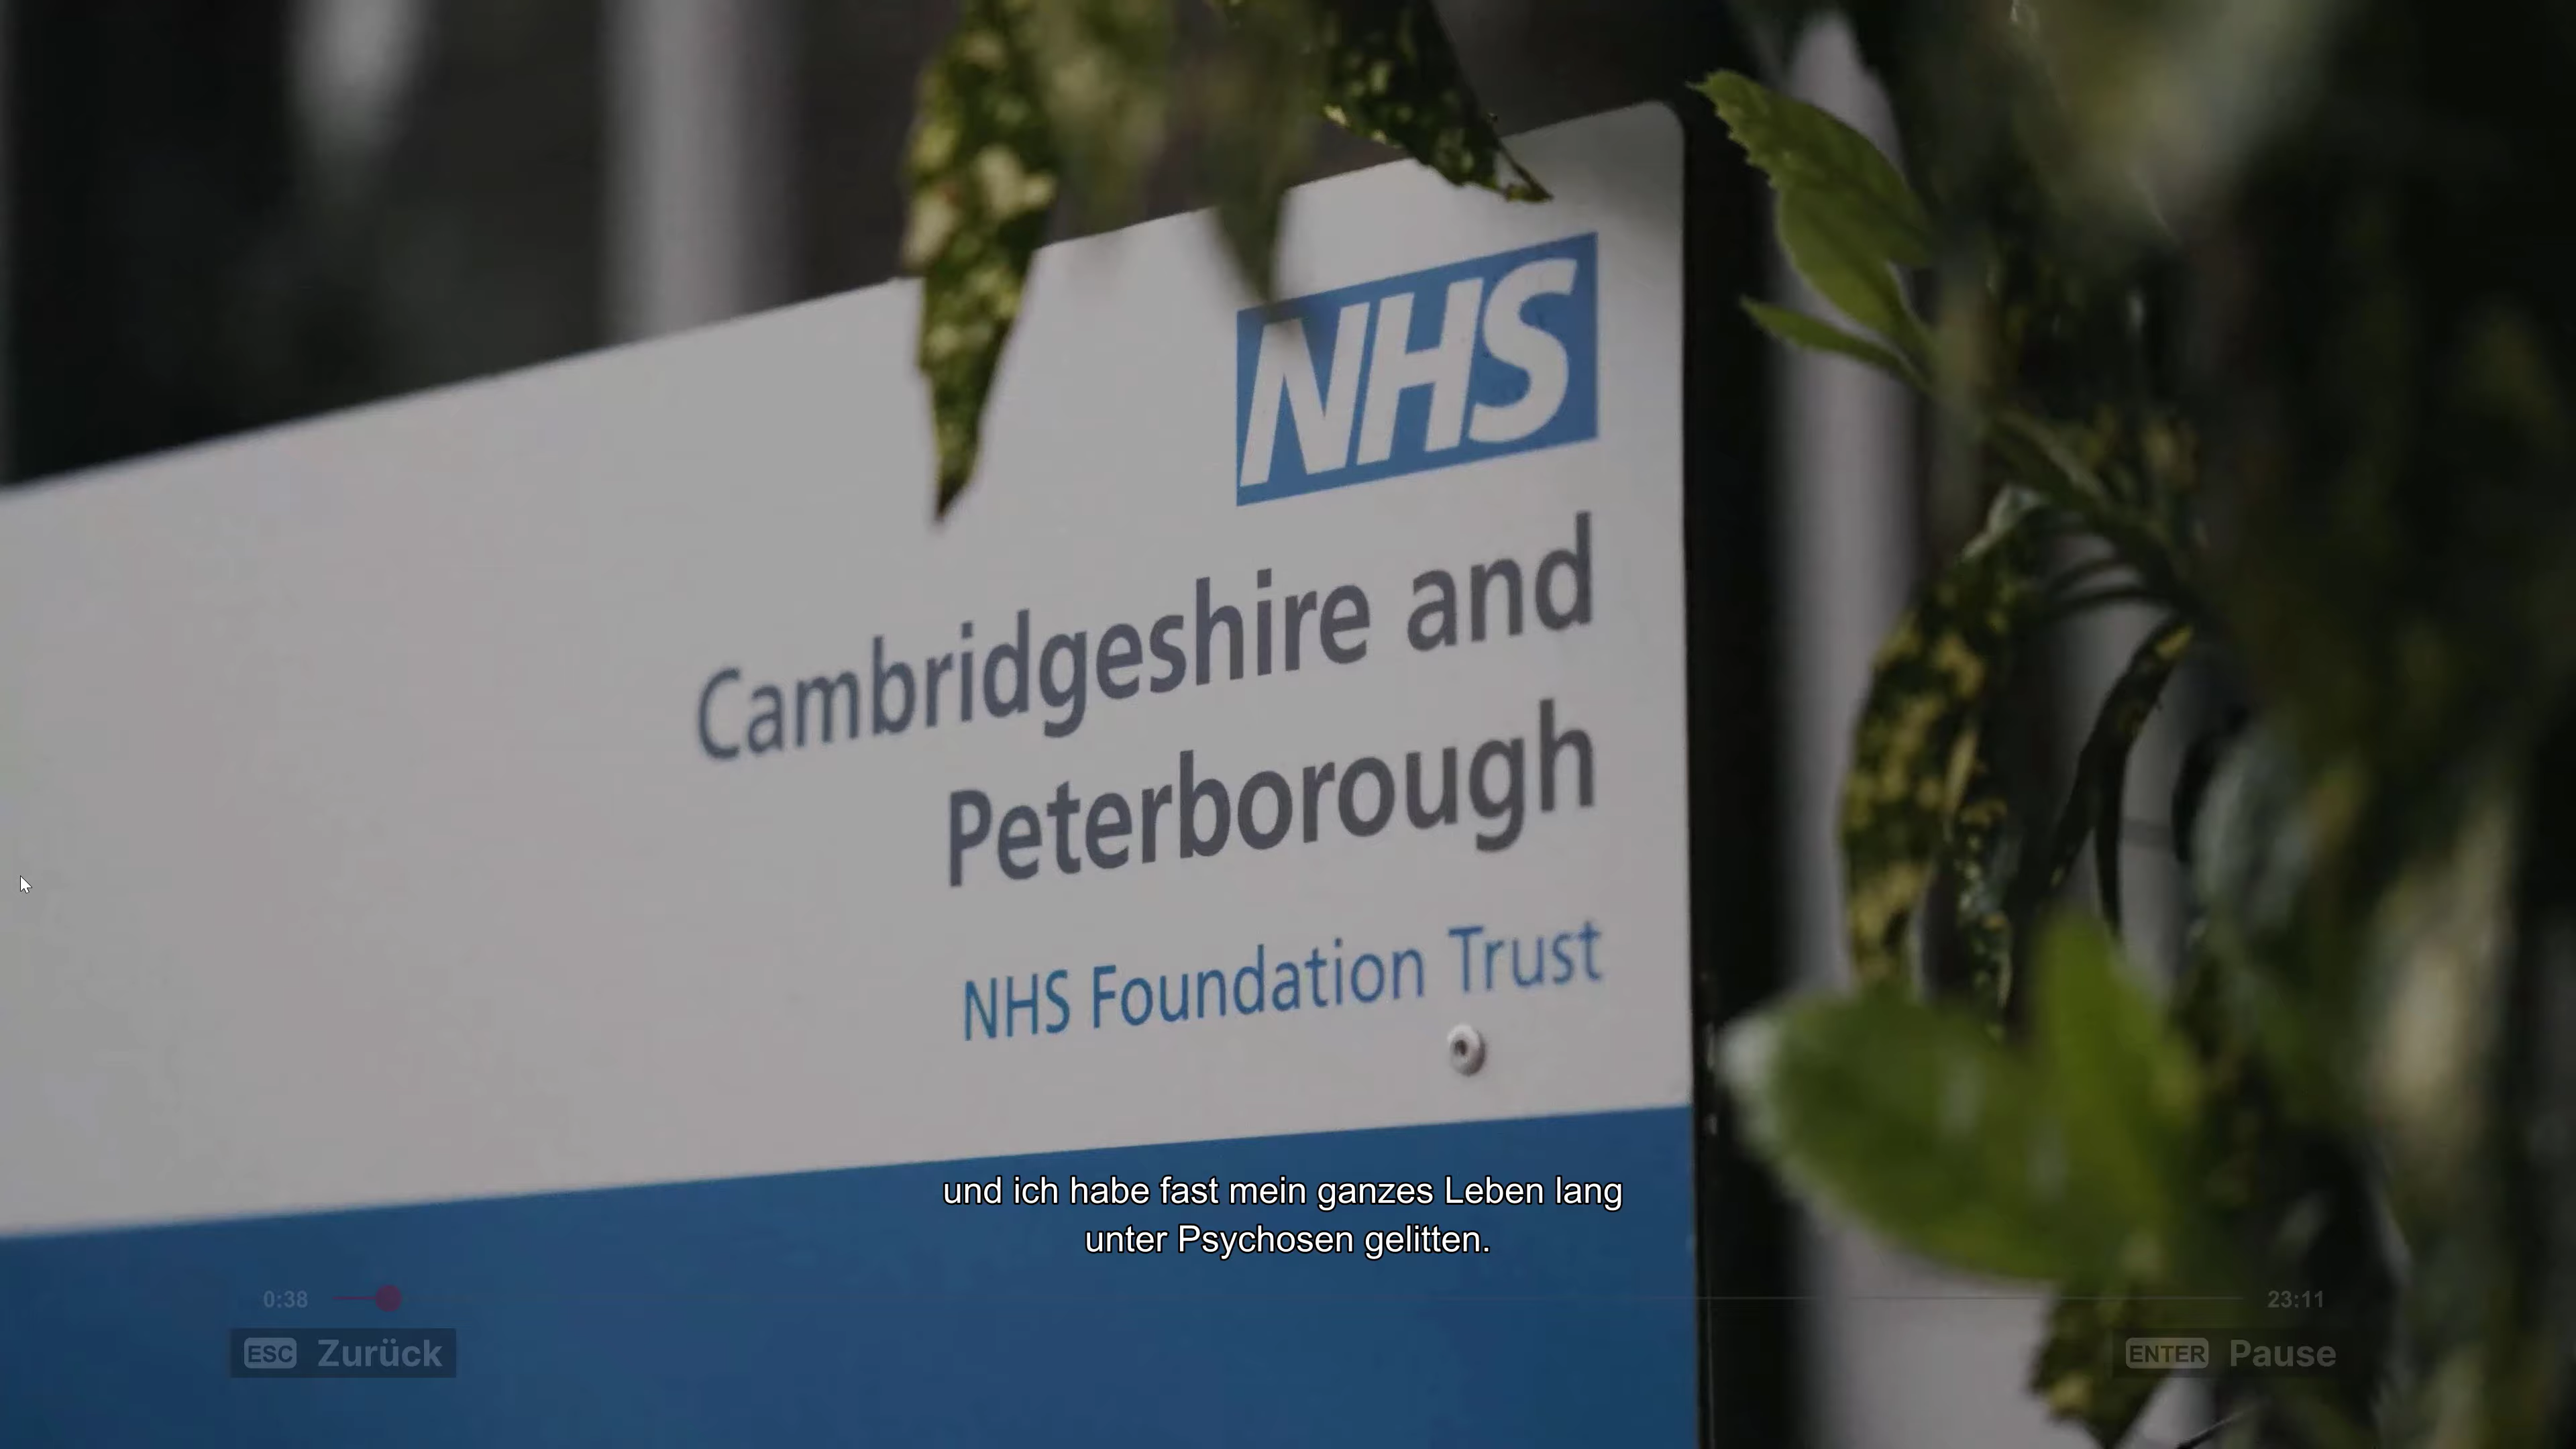 NHS
Cambridgeshire and
Peterborough
NHS Foundation Trust
und ich habe fast mein ganzes Leben lang
unter Psychosen gelitten.
0:38
23:11
ESC Zurück
ENTER Pause